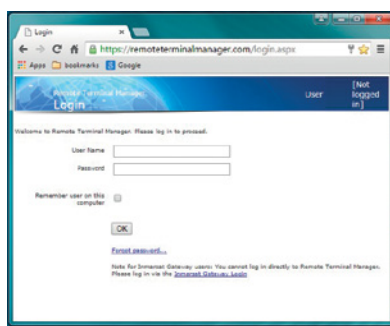 Login
https://remoteterminalmanager.com/login.aspx
Apps bookmarks Google
Remote Terminal Manager
Login
User
[Not
logged
in]
Welcome to Remote Terminal Manager. Please log in to proceed.
User Name
Password
Remember user on this
computer
OK
Forgot password...
Note for Inmarsat Gateway users: You cannot log in directly to Remote Terminal Manager.
Please log in via the Inmarsat Gateway Login